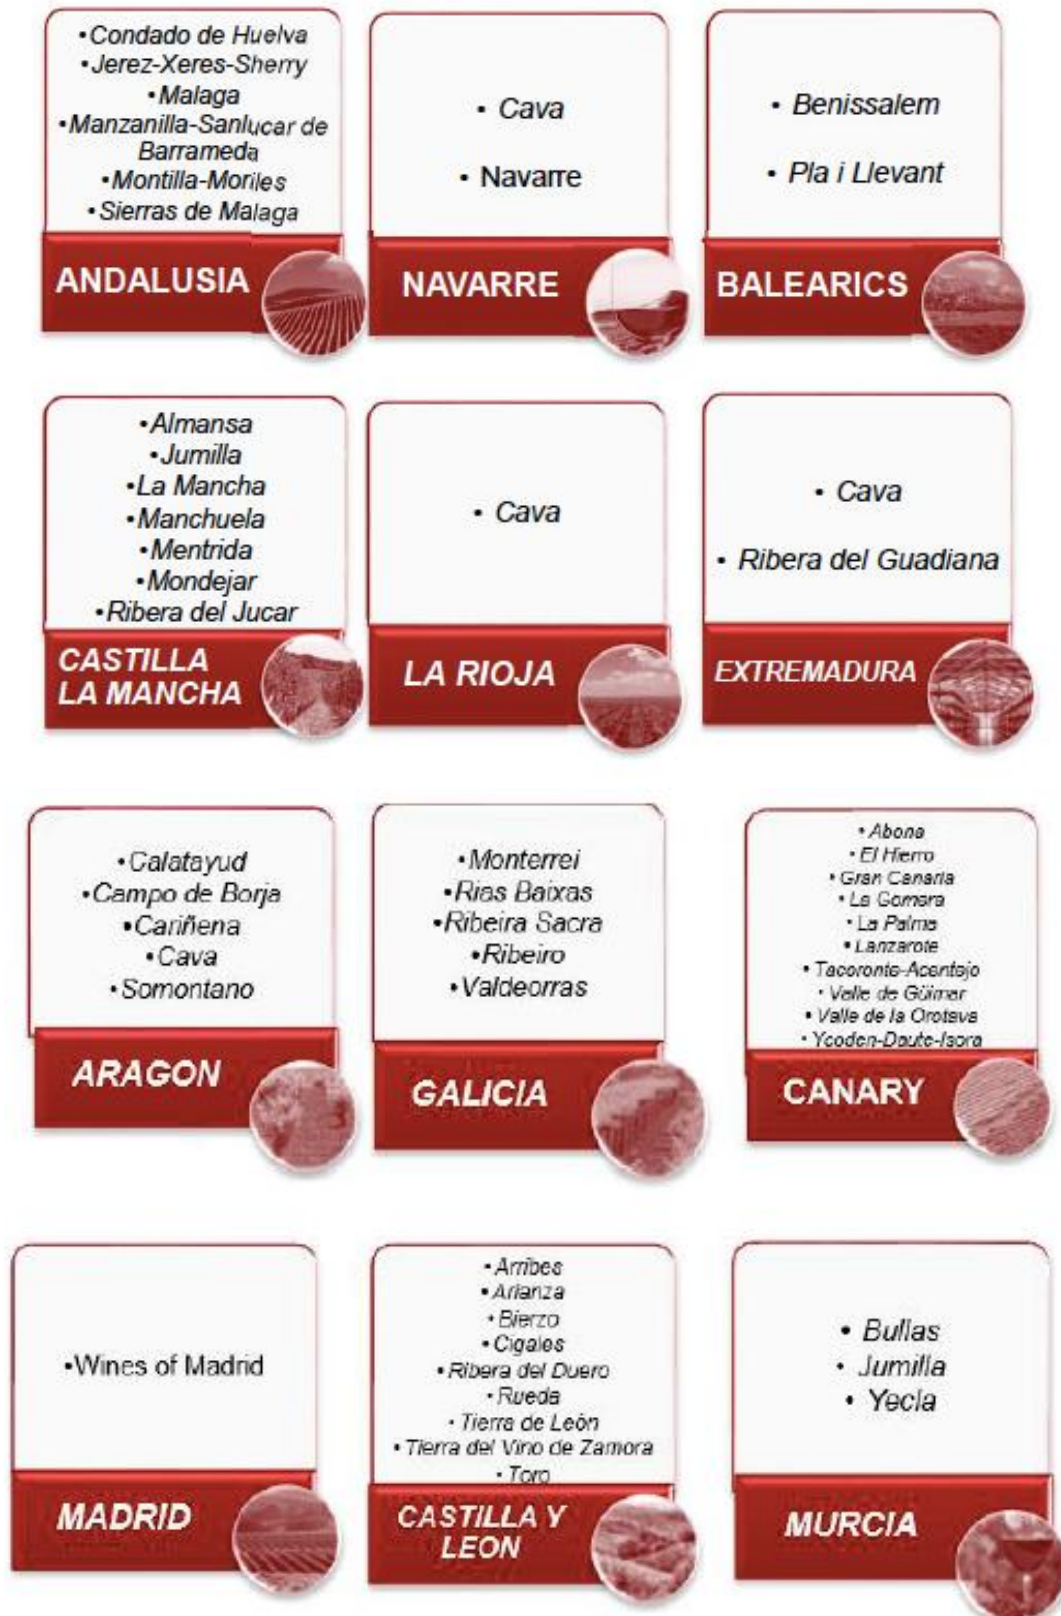 •Condado de Huelva
•Jerez-Xeres-Sherry
•Malaga
•Manzanilla-Sanlucar de
Barrameda
•Montilla-Moriles
•Sierras de Malaga
ANDALUSIA
• Cava
• Navarre
NAVARRE
• Benissalem
• Pla i Llevant
BALEARICS
•Almansa
•Jumilla
•La Mancha
•Manchuela
•Mentrida
•Mondejar
•Ribera del Jucar
CASTILLA
LA MANCHA
• Cava
LA RIOJA
• Cava
• Ribera del Guadiana
EXTREMADURA
•Calatayud
•Campo de Borja
•Cariñena
•Cava
•Somontano
ARAGON
•Monterrei
•Rias Baixas
•Ribeira Sacra
•Ribeiro
•Valdeorras
GALICIA
• Abona
• El Hierro
• Gran Canaria
• La Gomera
• La Palma
• Lanzarote
• Tacoronte-Acentejo
• Valle de Güimar
• Valle de la Orotava
• Ycoden-Daute-Isora
CANARY
•Wines of Madrid
MADRID
• Arribes
• Arlanza
• Bierzo
• Cigales
• Ribera del Duero
• Rueda
• Tierra de León
• Tierra del Vino de Zamora
• Toro
CASTILLA Y
LEON
• Bullas
• Jumilla
• Yecla
MURCIA